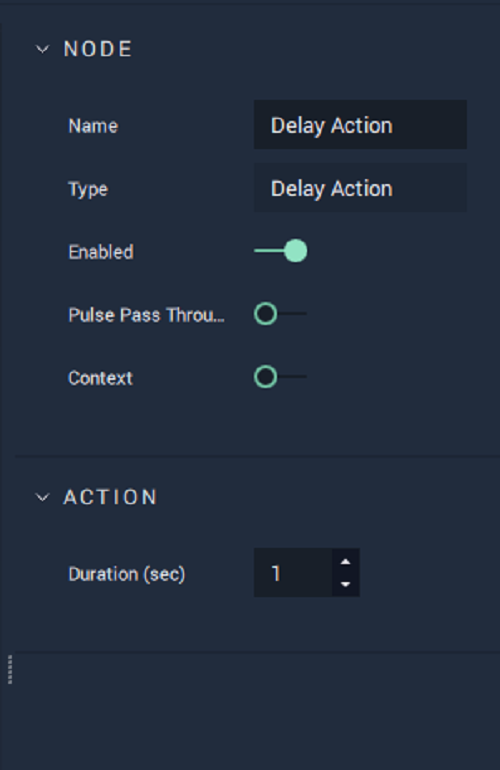 NODE
Name Delay Action
Type Delay Action
Enabled
Pulse Pass Throu...
Context
ACTION
Duration (sec) 1